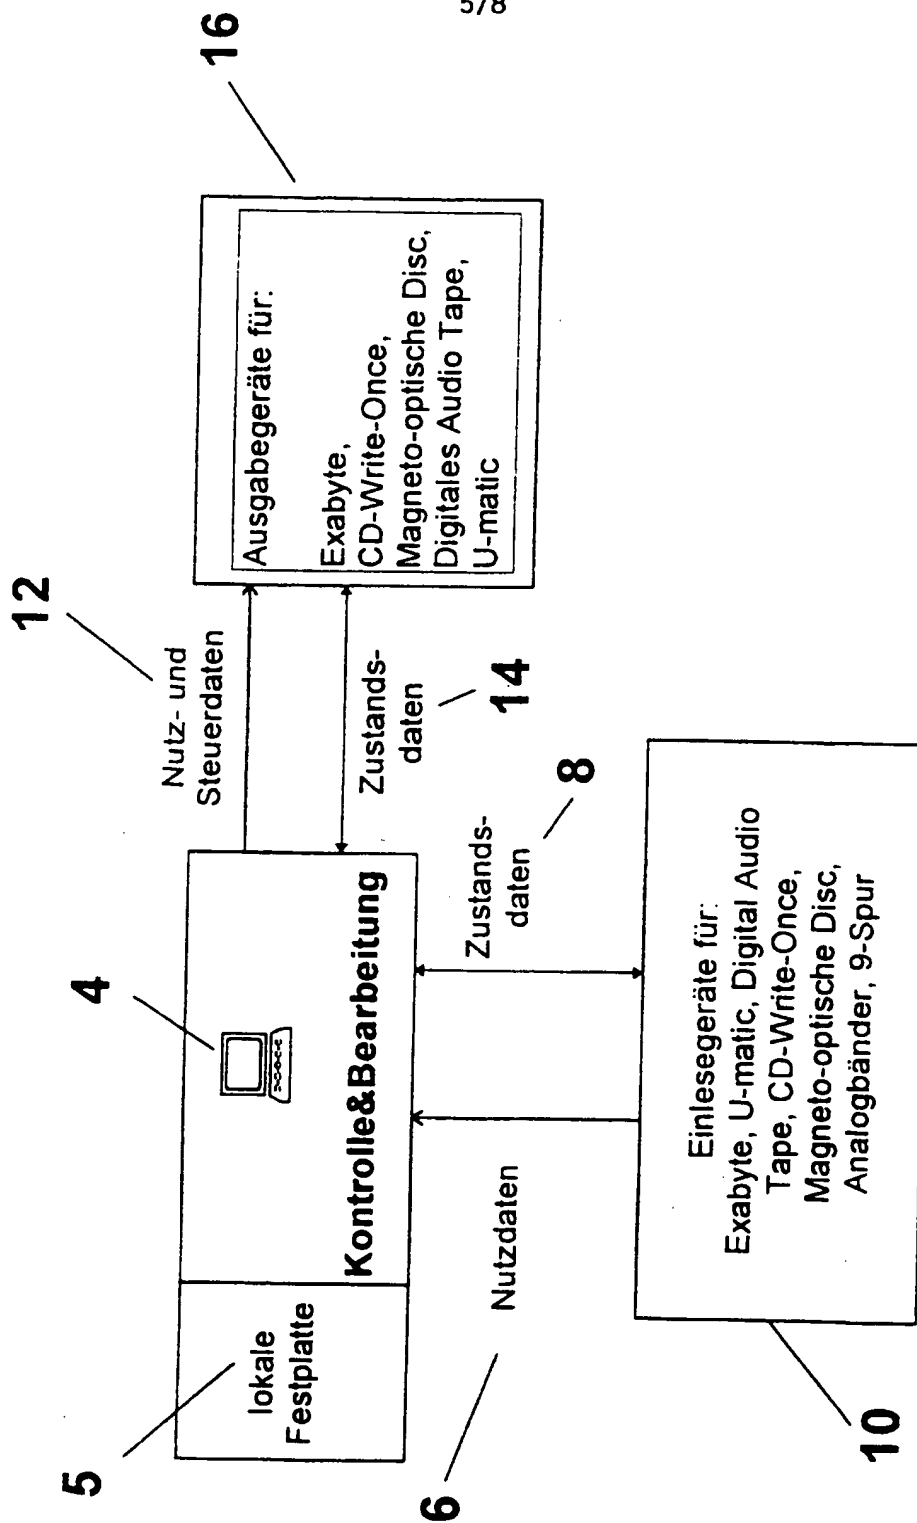 5/8
16
Ausgabegeräte für:
Exabyte,
CD-Write-Once,
Magneto-optische Disc,
Digitales Audio Tape,
U-matic
12
Nutz- und
Steuerdaten
Zustands-
daten
14
4
Kontrolle&Bearbeitung
5
lokale
Festplatte
Zustands-
daten
8
6
Nutzdaten
Einlesegeräte für:
Exabyte, U-matic, Digital Audio
Tape, CD-Write-Once,
Magneto-optische Disc,
Analogbänder, 9-Spur
10